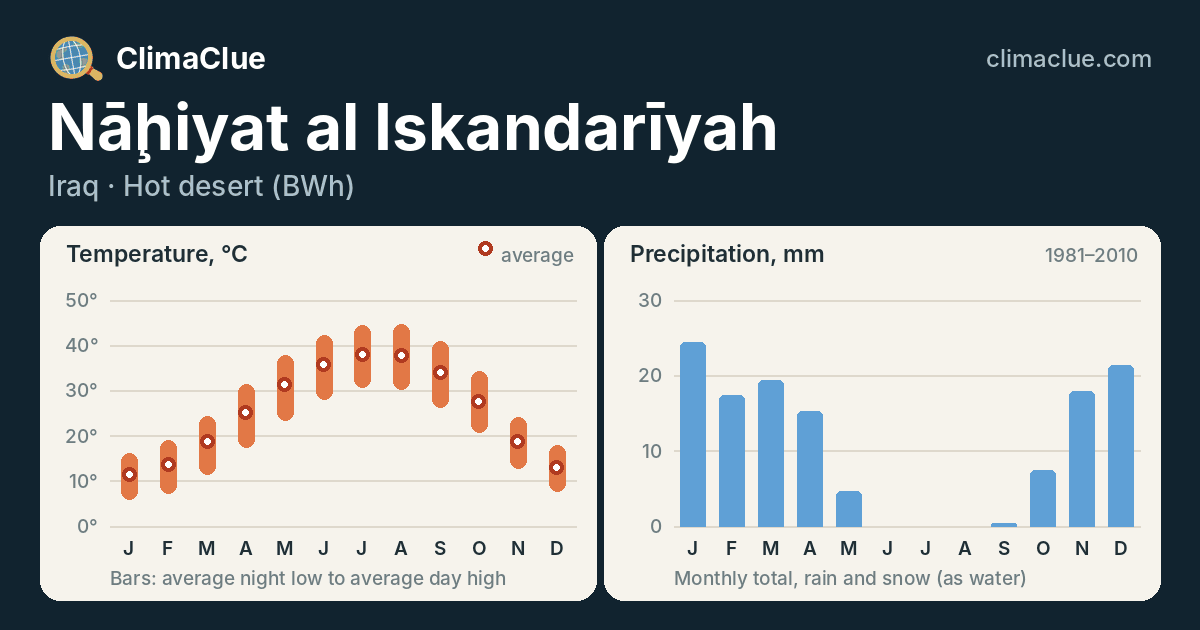 ClimaClue
climaclue.com
Nāḩiyat al Iskandarīyah
Iraq · Hot desert (BWh)
Temperature, °C
average
50°
40°
30°
20°
10°
0°
J F M A M J J A S O N D
Bars: average night low to average day high
Precipitation, mm
1981–2010
30
20
10
0
J F M A M J J A S O N D
Monthly total, rain and snow (as water)